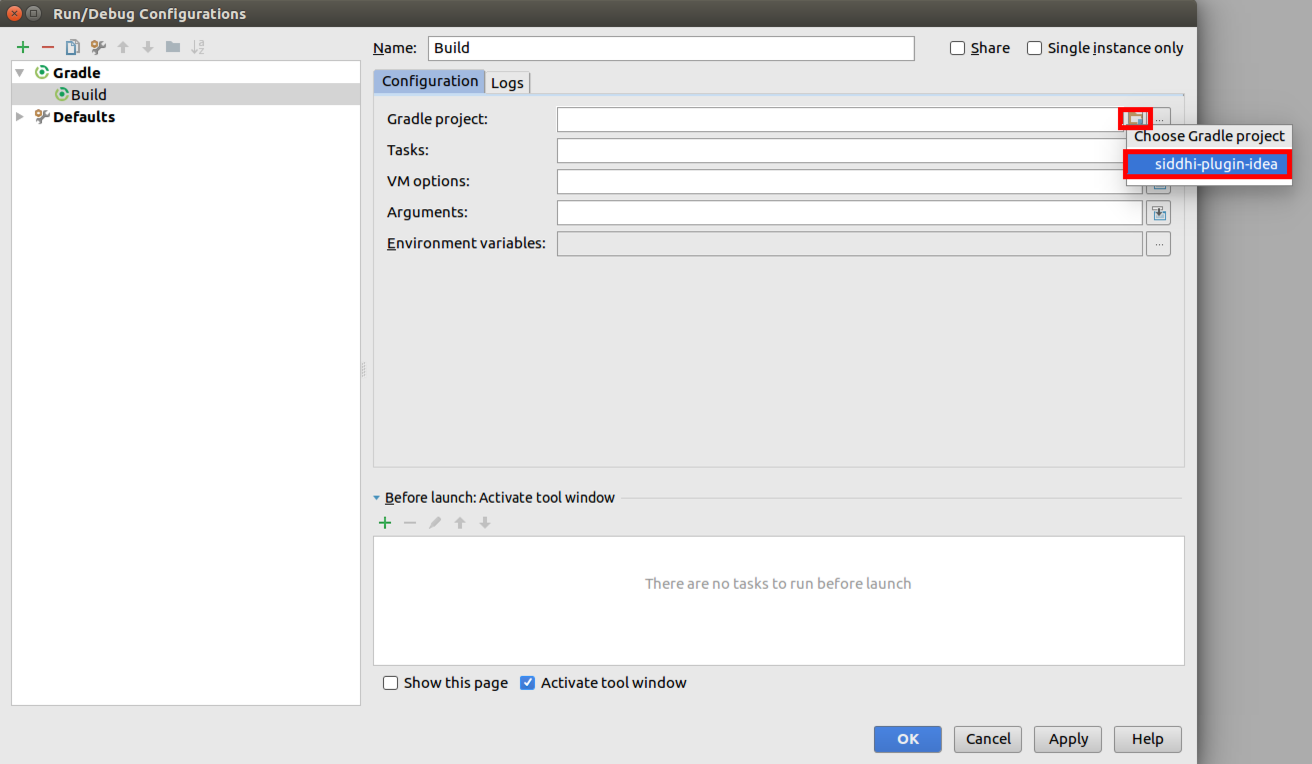 Run/Debug Configurations
Name: Build
Share
Single instance only
Gradle
Build
Defaults
Configuration
Logs
Gradle project:
...
Choose Gradle project
siddhi-plugin-idea
Tasks:
VM options:
Arguments:
Environment variables:
...
Before launch: Activate tool window
There are no tasks to run before launch
Show this page
Activate tool window
OK
Cancel
Apply
Help